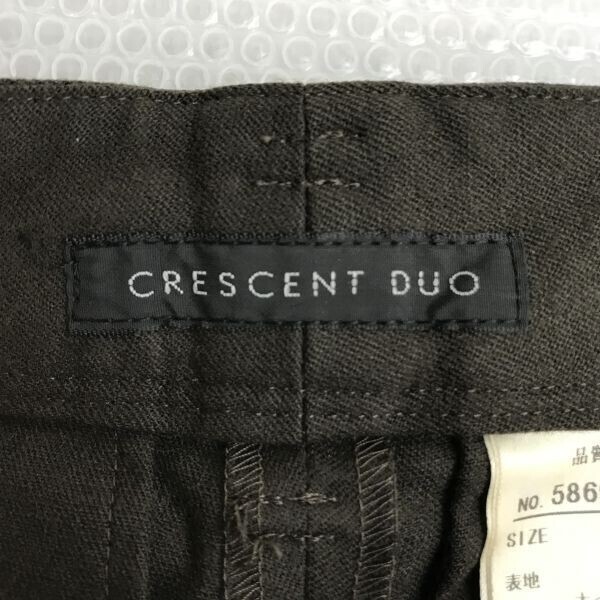 CRESCENT DUO
品質
NO. 586
SIZE
表地